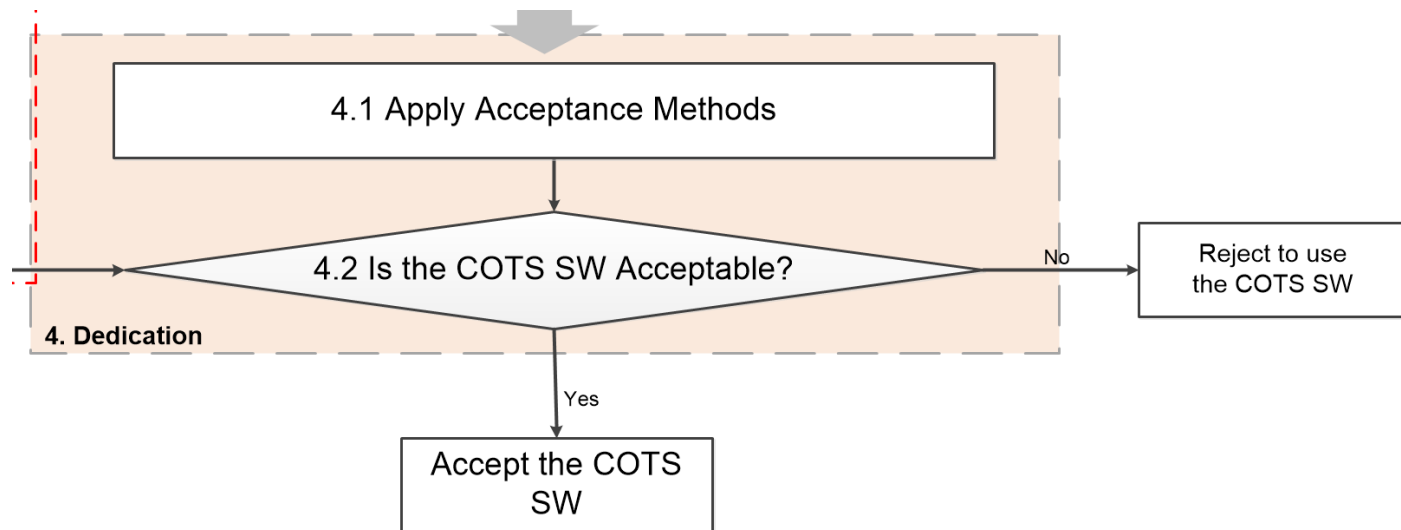 4.1 Apply Acceptance Methods
4.2 Is the COTS SW Acceptable?
No
Reject to use
the COTS SW
4. Dedication
Yes
Accept the COTS
SW